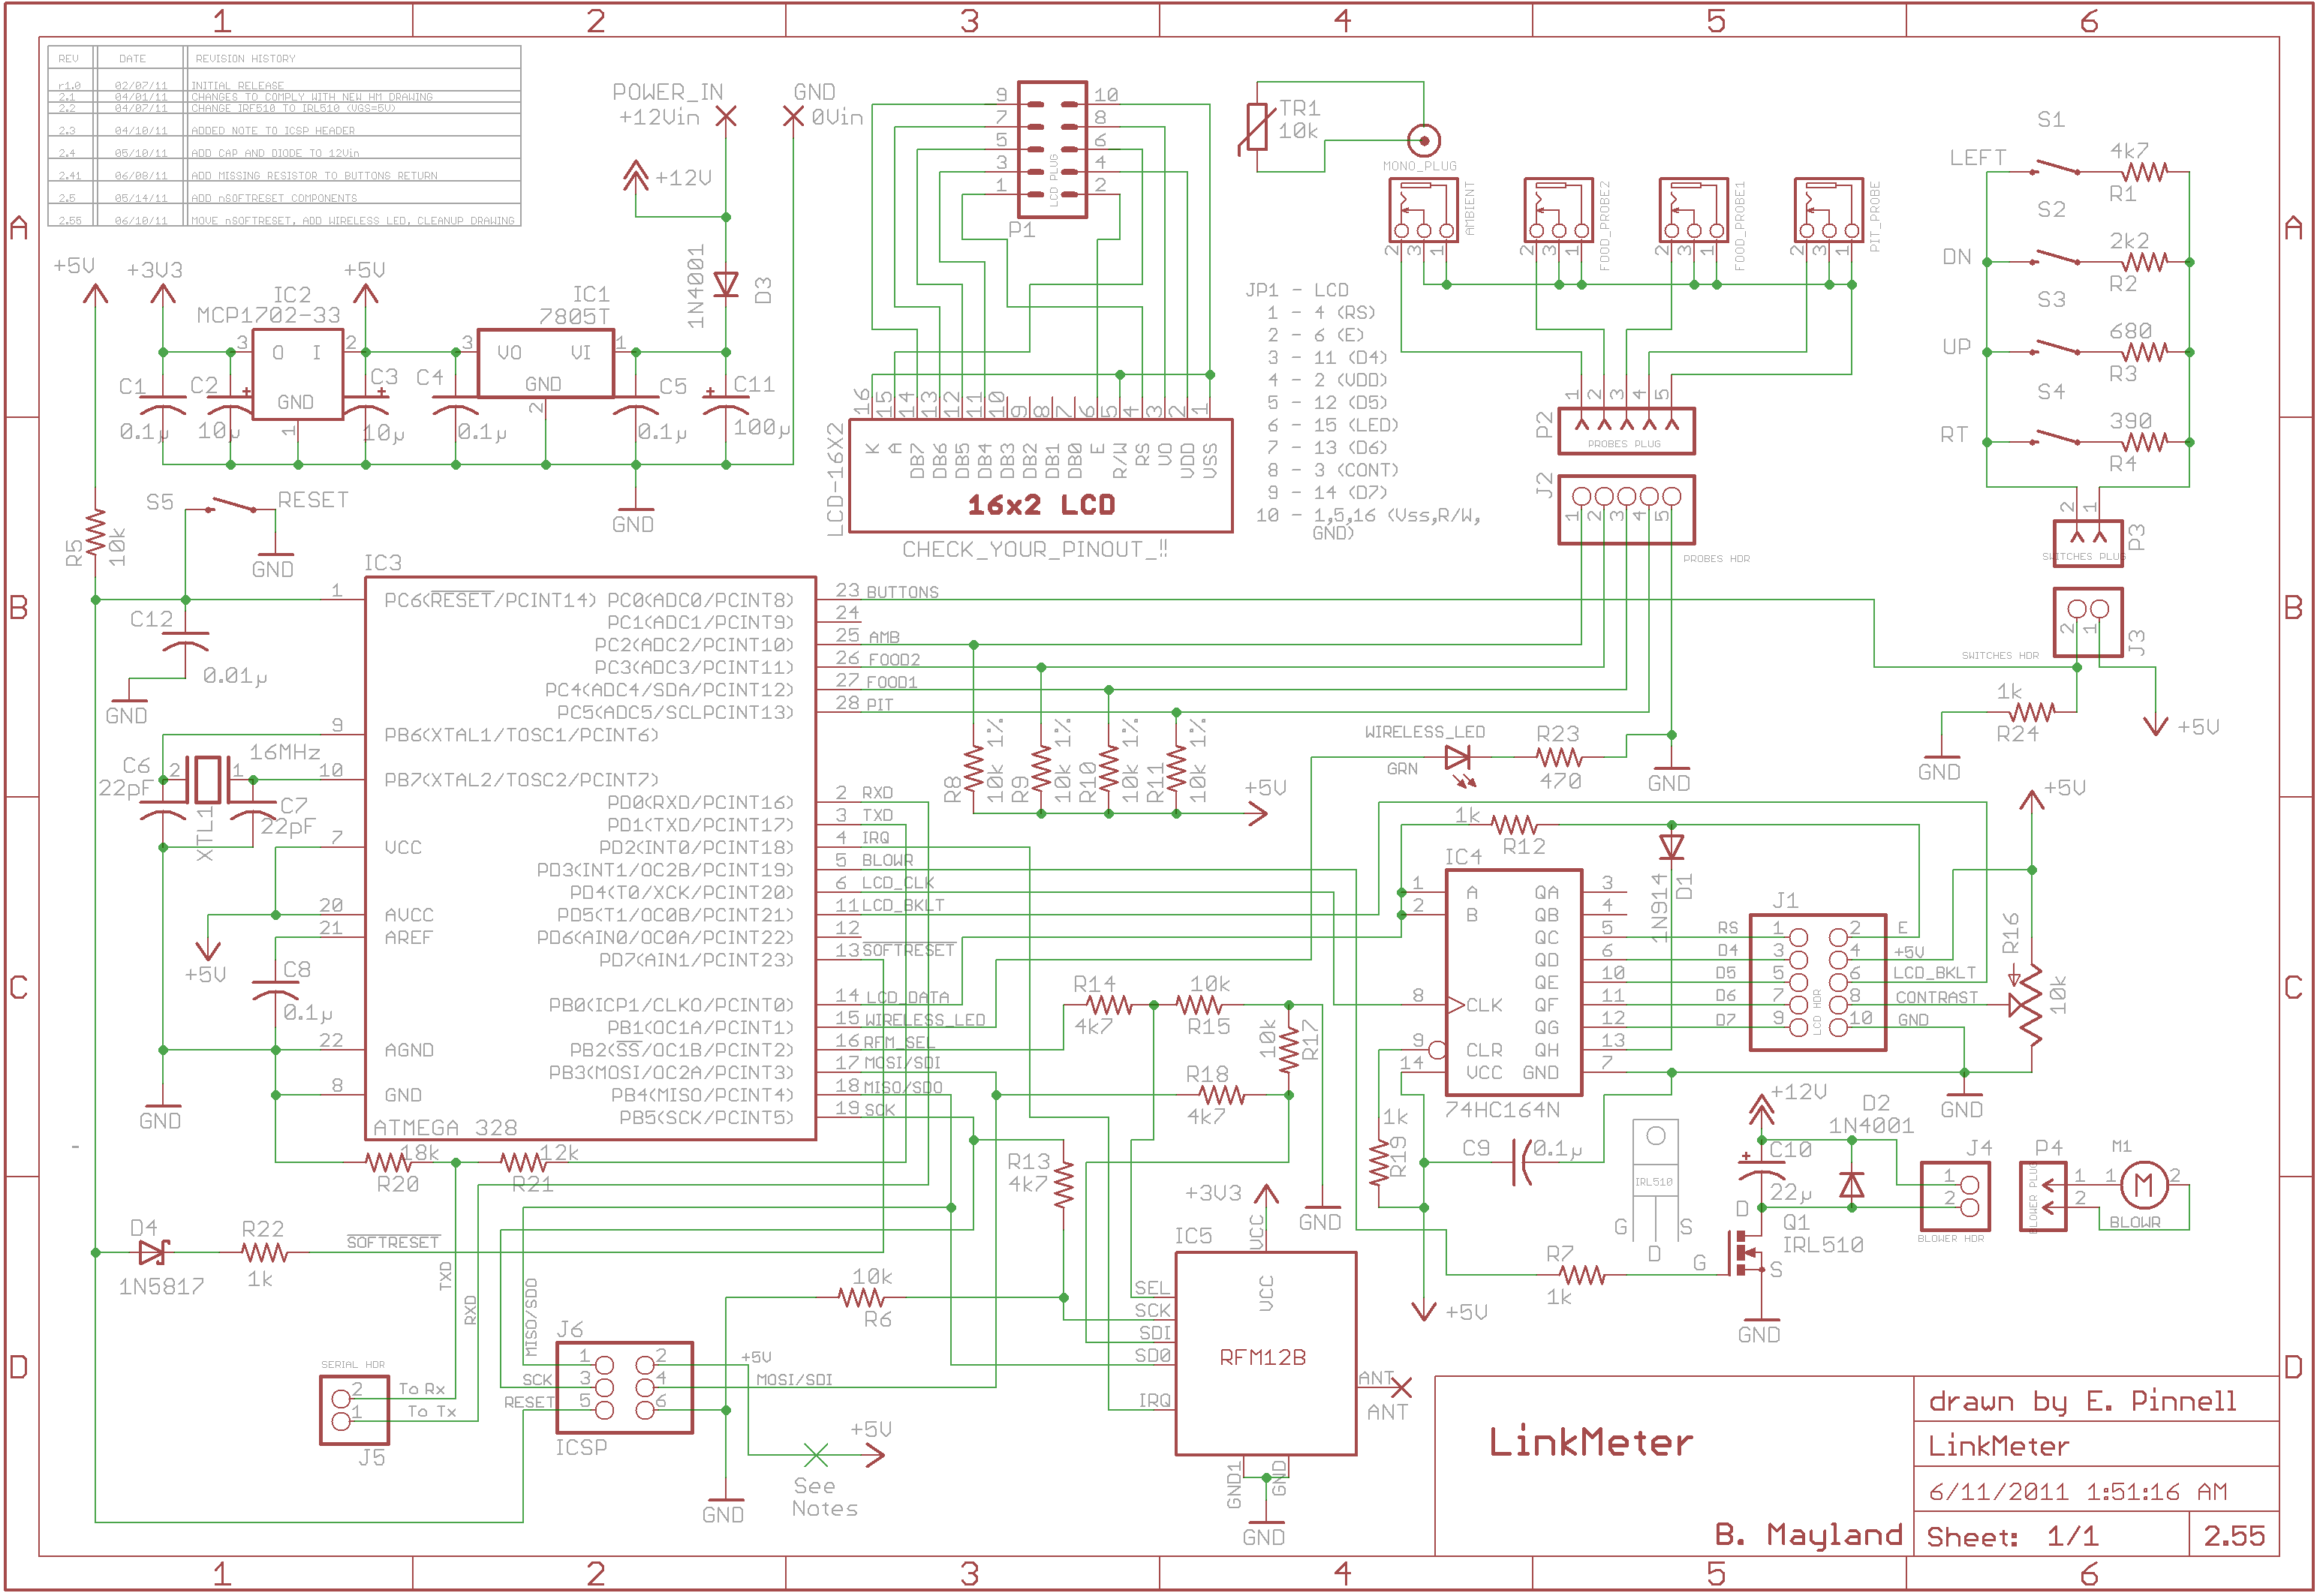 1 2 3 4 5 6
A
B
C
D
REV DATE REVISION HISTORY
r1.0 02/07/11 INITIAL RELEASE
2.1 04/01/11 CHANGES TO COMPLY WITH NEW HM DRAWING
2.2 04/07/11 CHANGE IRF510 TO IRL510 (VGS=5V)
2.3 04/10/11 ADDED NOTE TO ICSP HEADER
2.4 05/10/11 ADD CAP AND DIODE TO 12Vin
2.41 06/08/11 ADD MISSING RESISTOR TO BUTTONS RETURN
2.5 05/14/11 ADD nSOFTRESET COMPONENTS
2.55 06/10/11 MOVE nSOFTRESET, ADD WIRELESS LED, CLEANUP DRAWING
POWER_IN
+12Vin
GND
0Vin
+12V
1N4001
D3
+5V
+3V3
+5V
IC2
MCP1702-33
3 O I 2
GND
1
IC1
7805T
3 VO VI 1
GND
2
C1
0.1µ
C2
10µ
C3
10µ
C4
0.1µ
C5
0.1µ
C11
100µ
GND
9 10
7 8
5 6
3 4
1 2
LCD PLUG
P1
16 15 14 13 12 11 10 9 8 7 6 5 4 3 2 1
K A DB7 DB6 DB5 DB4 DB3 DB2 DB1 DB0 E R/W RS VO VDD VSS
LCD-16X2
16x2 LCD
CHECK_YOUR_PINOUT_!!
TR1
10k
MONO_PLUG
AMBIENT
FOOD_PROBE2
FOOD_PROBE1
PIT_PROBE
2 3 1
2 3 1
2 3 1
2 3 1
JP1 - LCD
1 - 4 (RS)
2 - 6 (E)
3 - 11 (D4)
4 - 2 (VDD)
5 - 12 (D5)
6 - 15 (LED)
7 - 13 (D6)
8 - 3 (CONT)
9 - 14 (D7)
10 - 1,5,16 (Vss,R/W,
GND)
P2
1 2 3 4 5
PROBES PLUG
J2
1 2 3 4 5
PROBES HDR
S1
LEFT
4k7
R1
S2
DN
2k2
R2
S3
UP
680
R3
S4
RT
390
R4
2 1
P3
SWITCHES PLUG
2 1
J3
SWITCHES HDR
1k
R24
GND
+5V
R5
10k
S5
RESET
GND
C12
0.01µ
GND
IC3
1 PC6(RESET/PCINT14)
9 PB6(XTAL1/TOSC1/PCINT6)
10 PB7(XTAL2/TOSC2/PCINT7)
7 VCC
20 AVCC
21 AREF
22 AGND
8 GND
ATMEGA 328
PC0(ADC0/PCINT8) 23 BUTTONS
PC1(ADC1/PCINT9) 24
PC2(ADC2/PCINT10) 25 AMB
PC3(ADC3/PCINT11) 26 FOOD2
PC4(ADC4/SDA/PCINT12) 27 FOOD1
PC5(ADC5/SCLPCINT13) 28 PIT
PD0(RXD/PCINT16) 2 RXD
PD1(TXD/PCINT17) 3 TXD
PD2(INT0/PCINT18) 4 IRQ
PD3(INT1/OC2B/PCINT19) 5 BLOWR
PD4(T0/XCK/PCINT20) 6 LCD_CLK
PD5(T1/OC0B/PCINT21) 11 LCD_BKLT
PD6(AIN0/OC0A/PCINT22) 12
PD7(AIN1/PCINT23) 13 SOFTRESET
PB0(ICP1/CLKO/PCINT0) 14 LCD_DATA
PB1(OC1A/PCINT1) 15 WIRELESS_LED
PB2(SS/OC1B/PCINT2) 16 RFM_SEL
PB3(MOSI/OC2A/PCINT3) 17 MOSI/SDI
PB4(MISO/PCINT4) 18 MISO/SDO
PB5(SCK/PCINT5) 19 SCK
16MHz
2 1
XTL1
C6
22pF
C7
22pF
+5V
C8
0.1µ
GND
R8
10k 1%
R9
10k 1%
R10
10k 1%
R11
10k 1%
+5V
WIRELESS_LED
GRN
R23
470
GND
1k
R12
IC4
1 A QA 3
2 B QB 4
QC 5
QD 6
QE 10
8 CLK QF 11
QG 12
9 CLR QH 13
14 VCC GND 7
74HC164N
1N914
D1
J1
RS 1 2 E
D4 3 4 +5V
D5 5 6 LCD_BKLT
D6 7 8 CONTRAST
D7 9 10 GND
LCD HDR
+5V
R16
10k
GND
R14
4k7
10k
R15
10k
R17
R18
4k7
GND
1k
R19
C9
0.1µ
+5V
18k
R20
12k
R21
R13
4k7
D4
1N5817
R22
1k
SOFTRESET
TXD
RXD
SERIAL HDR
2 To Rx
1 To Tx
J5
MISO/SDO
J6
1 2 +5V
SCK 3 4 MOSI/SDI
RESET 5 6
ICSP
10k
R6
GND
+5V
See
Notes
+3V3
IC5
VCC
VCC
SEL
SCK
SDI
SDO
IRQ
RFM12B
ANT
ANT
GND1
GND
GND
IRL510
G D S
R7
1k
+12V
C10
22µ
D2
1N4001
D
G
S
Q1
IRL510
GND
J4
1
2
BLOWER HDR
P4
1
2
BLOWER PLUG
M1
1 M 2
BLOWR
LinkMeter
B. Mayland
drawn by E. Pinnell
LinkMeter
6/11/2011 1:51:16 AM
Sheet: 1/1
2.55
A
B
C
D
1 2 3 4 5 6